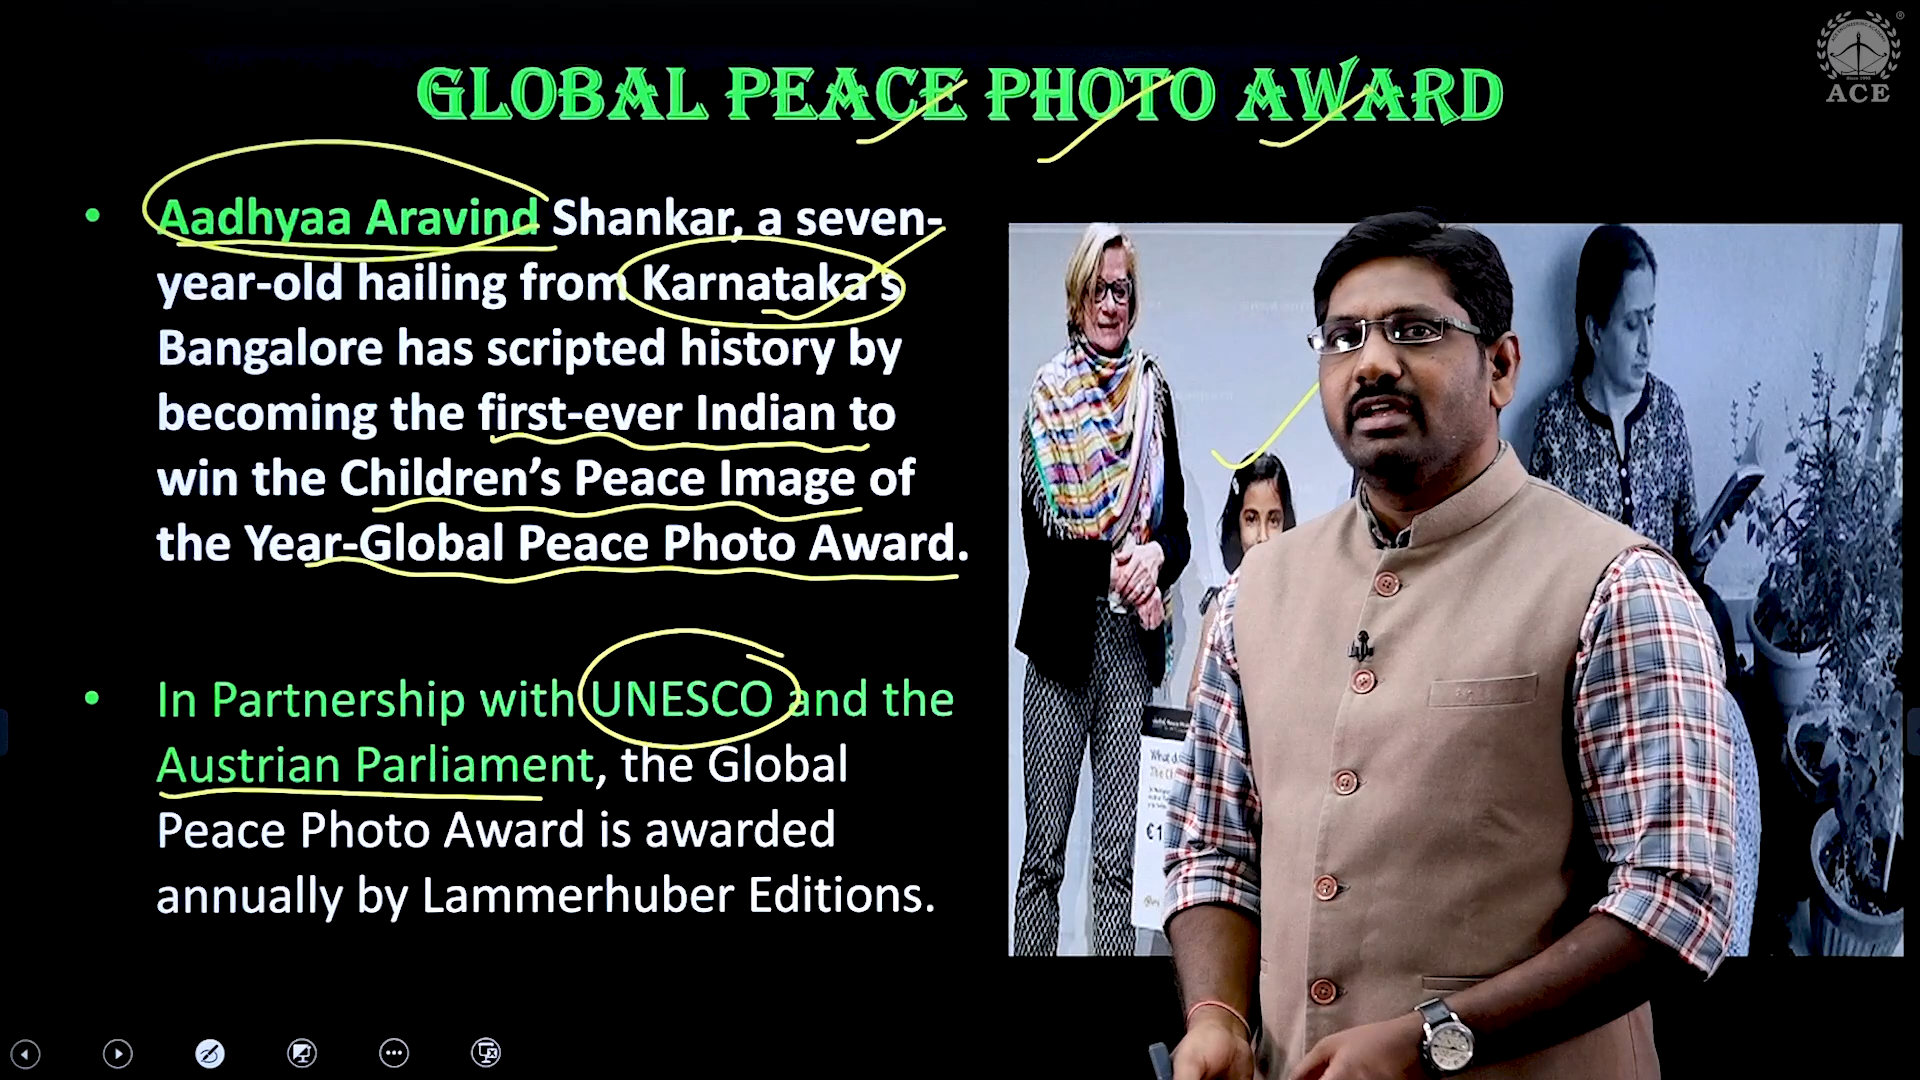 GLOBAL PEACE PHOTO AWARD
ACE
• Aadhyaa Aravind Shankar, a seven-
year-old hailing from Karnataka's
Bangalore has scripted history by
becoming the first-ever Indian to
win the Children's Peace Image of
the Year-Global Peace Photo Award.
• In Partnership with UNESCO and the
Austrian Parliament, the Global
Peace Photo Award is awarded
annually by Lammerhuber Editions.